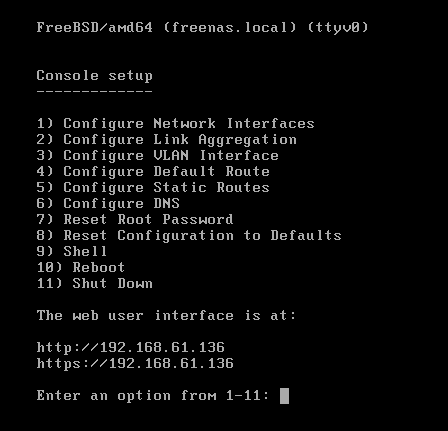 FreeBSD/amd64 (freenas.local) (ttyv0)
Console setup
-------------
1) Configure Network Interfaces
2) Configure Link Aggregation
3) Configure VLAN Interface
4) Configure Default Route
5) Configure Static Routes
6) Configure DNS
7) Reset Root Password
8) Reset Configuration to Defaults
9) Shell
10) Reboot
11) Shut Down
The web user interface is at:
http://192.168.61.136
https://192.168.61.136
Enter an option from 1-11: